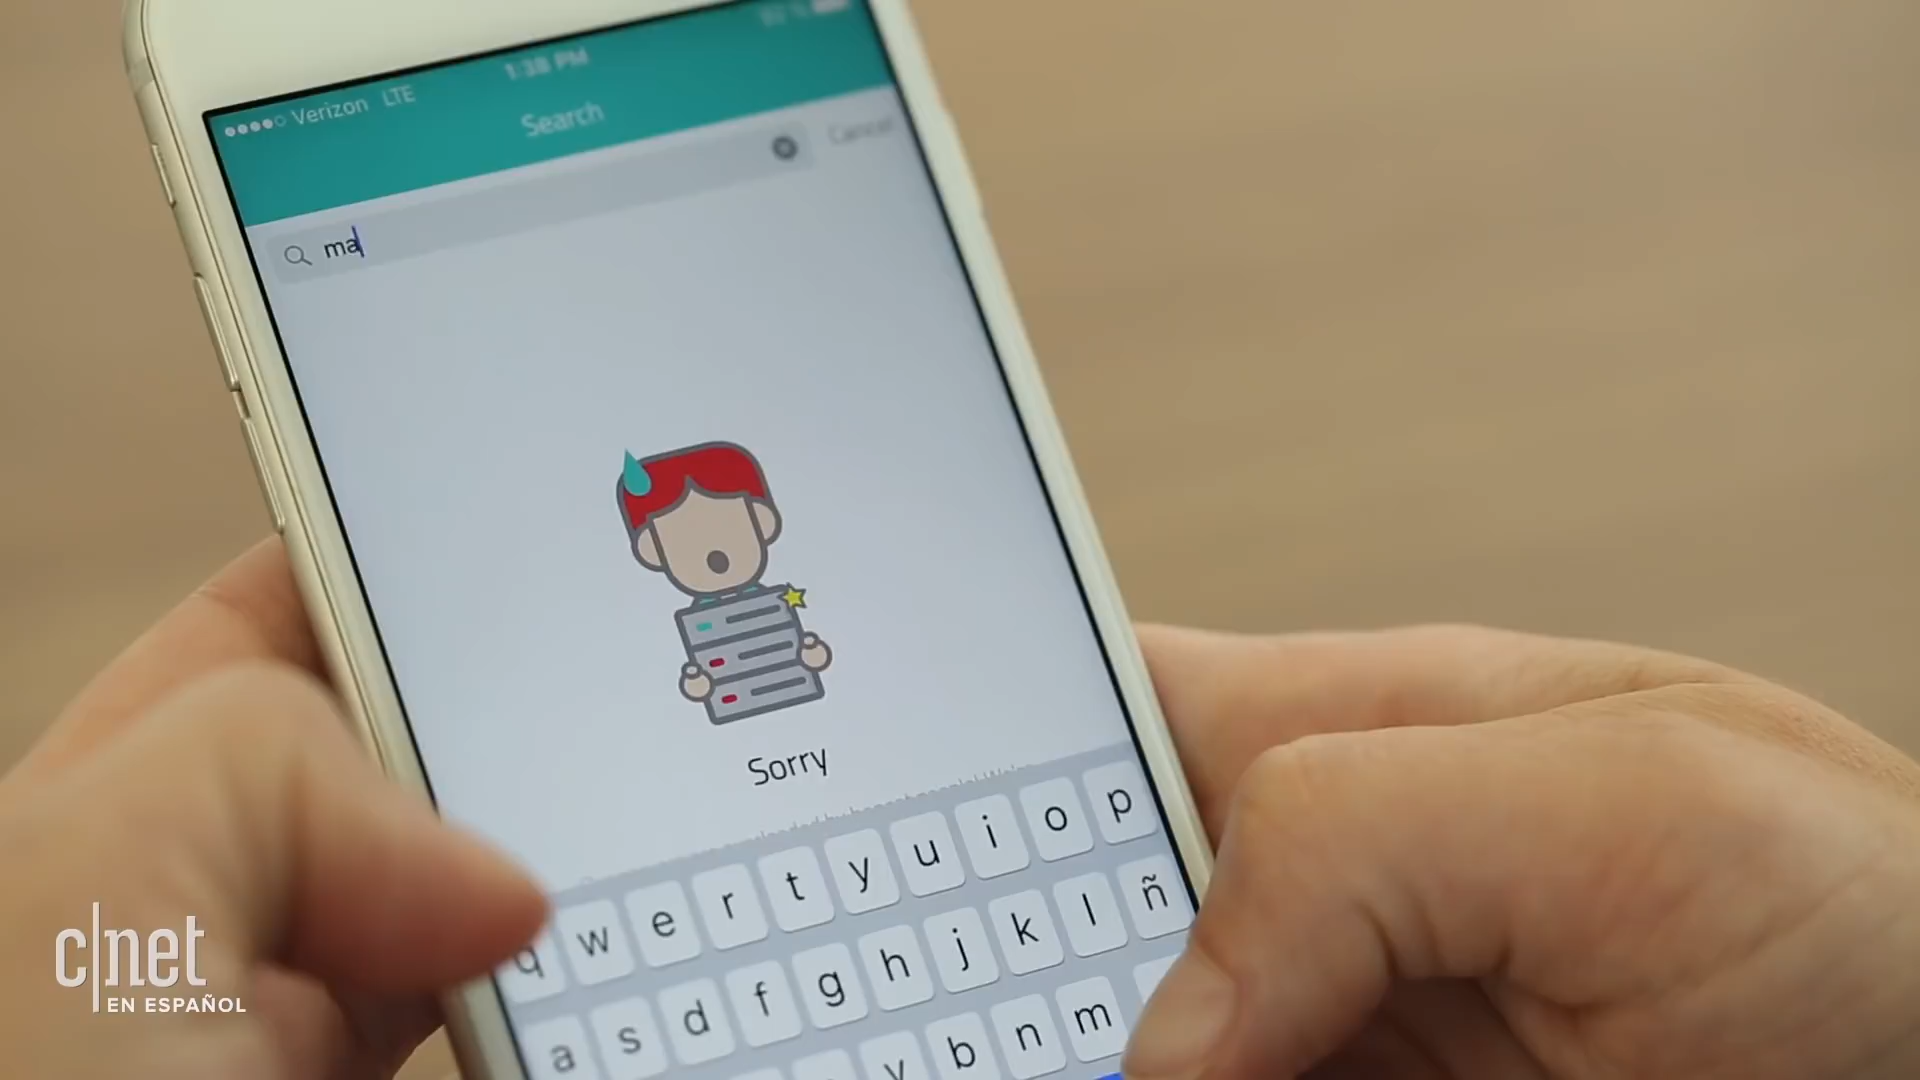 1:38 PM
Verizon LTE
Search
Cancel
ma
Sorry
q w e r t y u i o p
a s d f g h j k l ñ
v b n m
c|net
EN ESPAÑOL